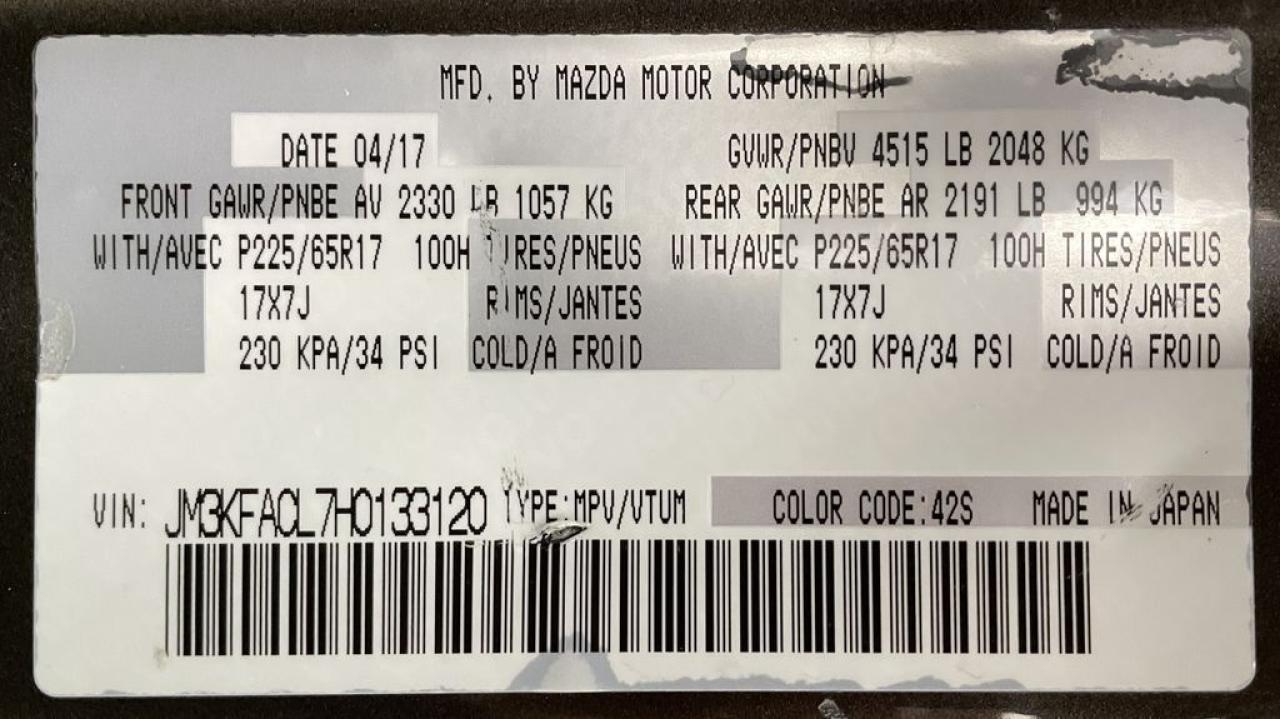 MFD. BY MAZDA MOTOR CORPORATION
DATE 04/17 GVWR/PNBV 4515 LB 2048 KG
FRONT GAWR/PNBE AV 2330 LB 1057 KG REAR GAWR/PNBE AR 2191 LB 994 KG
WITH/AVEC P225/65R17 100H TIRES/PNEUS WITH/AVEC P225/65R17 100H TIRES/PNEUS
17X7J RIMS/JANTES 17X7J RIMS/JANTES
230 KPA/34 PSI COLD/A FROID 230 KPA/34 PSI COLD/A FROID
VIN: JM3KFACL7H0133120 TYPE:MPV/VTUM COLOR CODE:42S MADE IN JAPAN